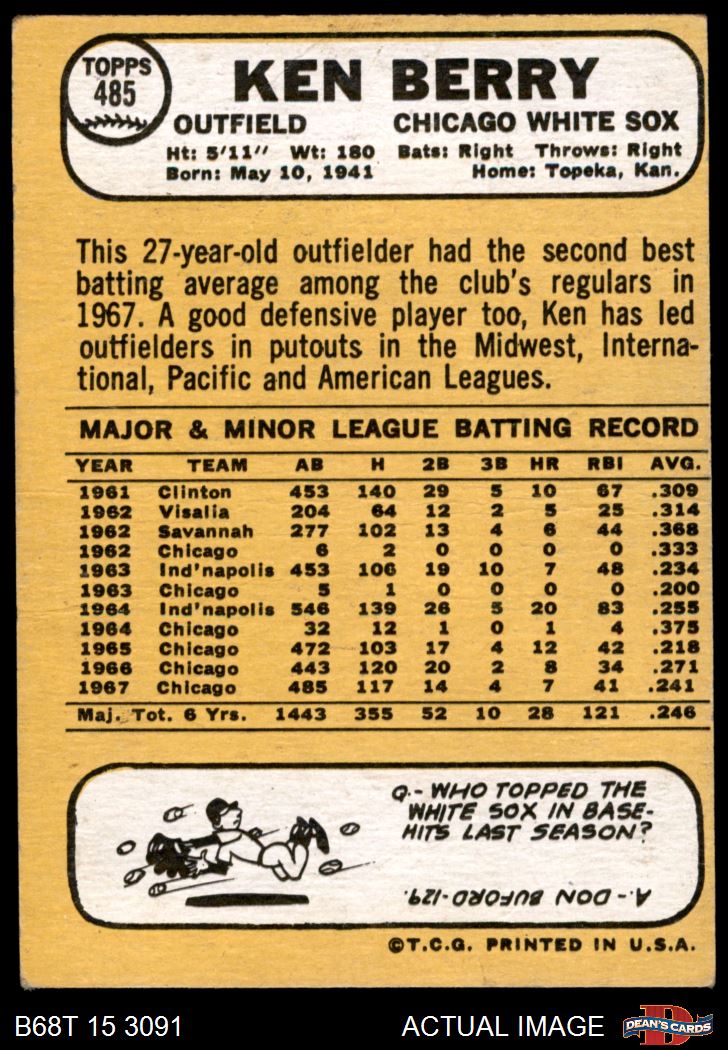 TOPPS
485
KEN BERRY
OUTFIELD CHICAGO WHITE SOX
Ht: 5'11" Wt: 180 Bats: Right Throws: Right
Born: May 10, 1941 Home: Topeka, Kan.
This 27-year-old outfielder had the second best
batting average among the club's regulars in
1967. A good defensive player too, Ken has led
outfielders in putouts in the Midwest, Interna-
tional, Pacific and American Leagues.
MAJOR & MINOR LEAGUE BATTING RECORD
YEAR TEAM AB H 2B 3B HR RBI AVG.
1961 Clinton 453 140 29 5 10 67 .309
1962 Visalia 204 64 12 2 5 25 .314
1962 Savannah 277 102 13 4 6 44 .368
1962 Chicago 6 2 0 0 0 0 .333
1963 Ind'napolis 453 106 19 10 7 48 .234
1963 Chicago 5 1 0 0 0 0 .200
1964 Ind'napolis 546 139 26 5 20 83 .255
1964 Chicago 32 12 1 0 1 4 .375
1965 Chicago 472 103 17 4 12 42 .218
1966 Chicago 443 120 20 2 8 34 .271
1967 Chicago 485 117 14 4 7 41 .241
Maj. Tot. 6 Yrs. 1443 355 52 10 28 121 .246
Q.- WHO TOPPED THE
WHITE SOX IN BASE-
HITS LAST SEASON?
A.- DON BUFORD-129.
©T.C.G. PRINTED IN U.S.A.
B68T 15 3091 ACTUAL IMAGE D DEAN'S CARDS